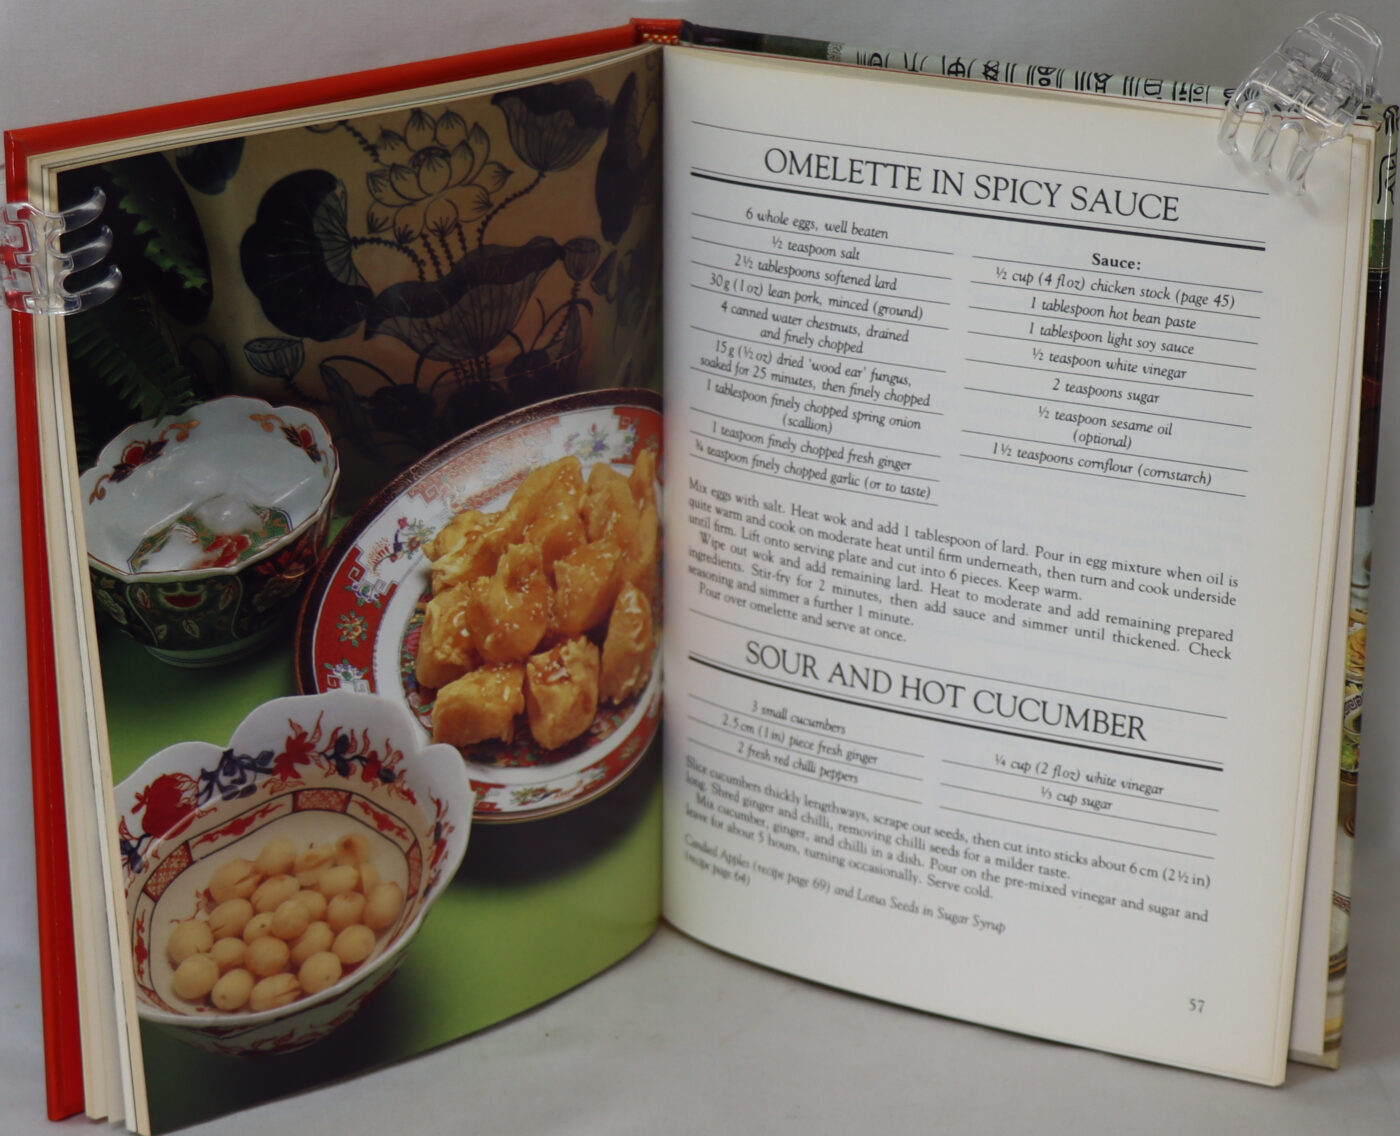 OMELETTE IN SPICY SAUCE
6 whole eggs, well beaten
½ teaspoon salt
2½ tablespoons softened lard
30 g (1 oz) lean pork, minced (ground)
4 canned water chestnuts, drained
and finely chopped
15 g (½ oz) dried 'wood ear' fungus,
soaked for 25 minutes, then finely chopped
1 tablespoon finely chopped spring onion
(scallion)
1 teaspoon finely chopped fresh ginger
¾ teaspoon finely chopped garlic (or to taste)
Sauce:
½ cup (4 fl oz) chicken stock (page 45)
1 tablespoon hot bean paste
1 tablespoon light soy sauce
½ teaspoon white vinegar
2 teaspoons sugar
½ teaspoon sesame oil
(optional)
1½ teaspoons cornflour (cornstarch)
Mix eggs with salt. Heat wok and add 1 tablespoon of lard. Pour in egg mixture when oil is
quite warm and cook on moderate heat until firm underneath, then turn and cook underside
until firm. Lift onto serving plate and cut into 6 pieces. Keep warm.
Wipe out wok and add remaining lard. Heat to moderate and add remaining prepared
ingredients. Stir-fry for 2 minutes, then add sauce and simmer until thickened. Check
seasoning and simmer a further 1 minute.
Pour over omelette and serve at once.
SOUR AND HOT CUCUMBER
3 small cucumbers
2.5 cm (1 in) piece fresh ginger
2 fresh red chilli peppers
¼ cup (2 fl oz) white vinegar
⅓ cup sugar
Slice cucumbers thickly lengthways, scrape out seeds, then cut into sticks about 6 cm (2½ in)
long. Shred ginger and chilli, removing chilli seeds for a milder taste.
Mix cucumber, ginger, and chilli in a dish. Pour on the pre-mixed vinegar and sugar and
leave for about 5 hours, turning occasionally. Serve cold.
Candied Apples (recipe page 69) and Lotus Seeds in Sugar Syrup
(recipe page 64)
57